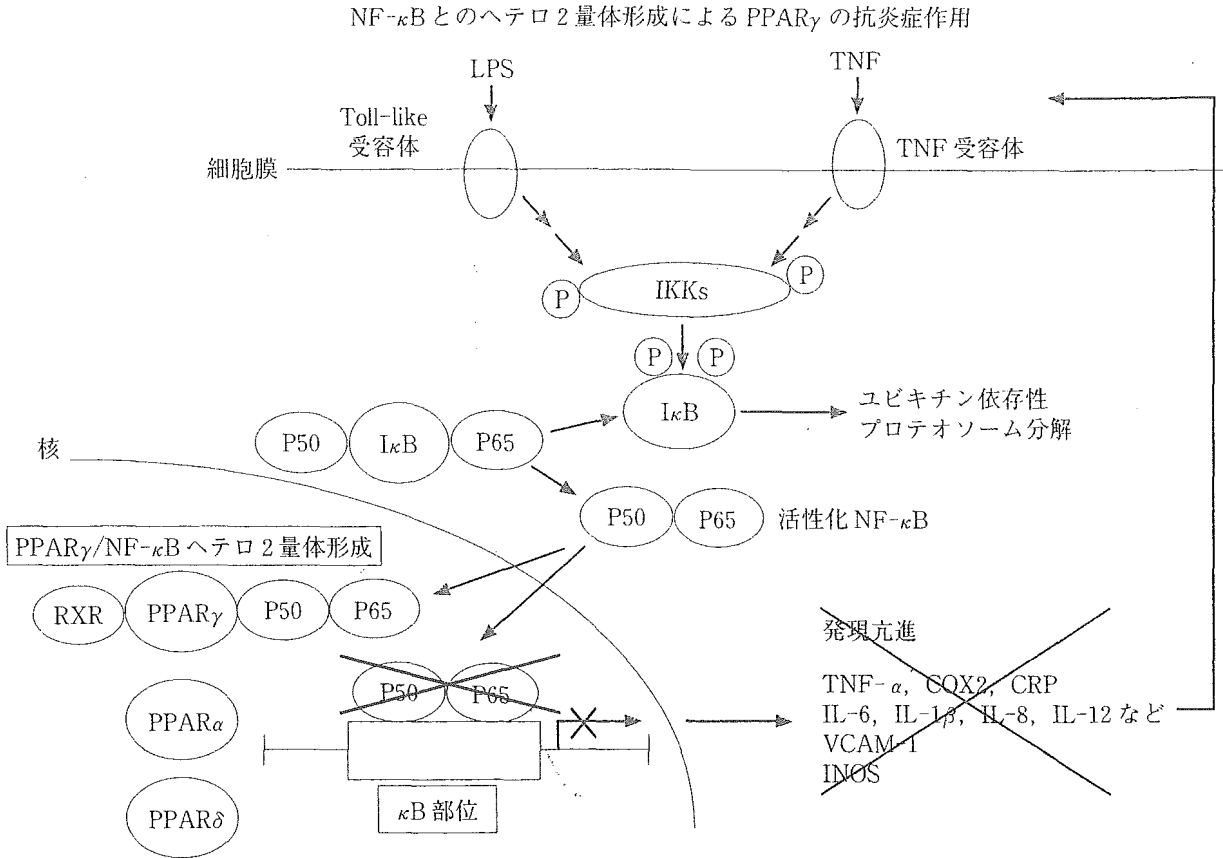 NF-κBとのヘテロ2量体形成によるPPARγの抗炎症作用
LPS
TNF
Toll-like
受容体
TNF受容体
細胞膜
P
IKKs
P
P
P
IκB
ユビキチン依存性
プロテオソーム分解
P50
IκB
P65
核
P50
P65
活性化NF-κB
PPARγ/NF-κBヘテロ2量体形成
RXR
PPARγ
P50
P65
発現亢進
P50
P65
TNF-α, COX2, CRP
IL-6, IL-1β, IL-8, IL-12など
VCAM-1
INOS
PPARα
κB部位
PPARδ